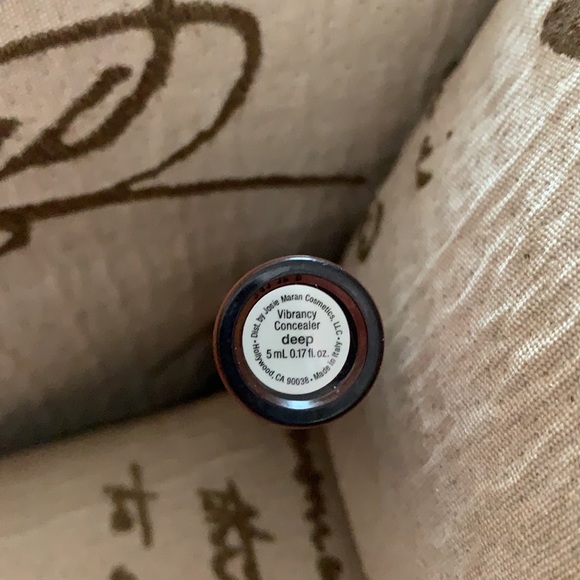 Dist. by Josie Maran Cosmetics, LLC • Hollywood, CA 90038 • Made in Italy •
Vibrancy
Concealer
deep
5 mL 0.17 fl. oz.
to